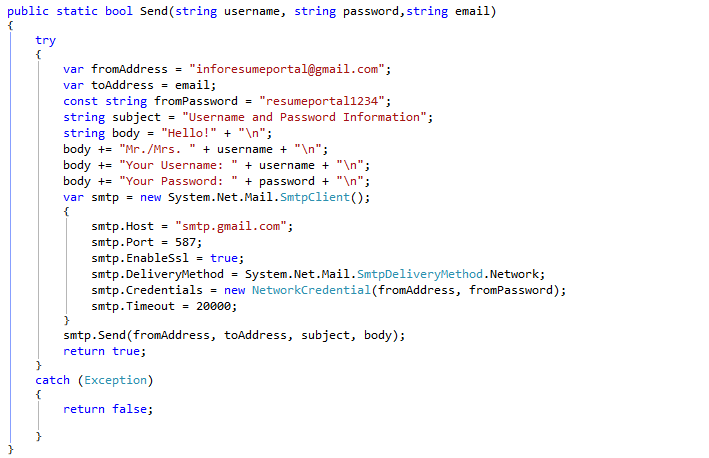 public static bool Send(string username, string password,string email)
{
try
{
var fromAddress = "inforesumeportal@gmail.com";
var toAddress = email;
const string fromPassword = "resumeportal1234";
string subject = "Username and Password Information";
string body = "Hello!" + "\n";
body += "Mr./Mrs. " + username + "\n";
body += "Your Username: " + username + "\n";
body += "Your Password: " + password + "\n";
var smtp = new System.Net.Mail.SmtpClient();
{
smtp.Host = "smtp.gmail.com";
smtp.Port = 587;
smtp.EnableSsl = true;
smtp.DeliveryMethod = System.Net.Mail.SmtpDeliveryMethod.Network;
smtp.Credentials = new NetworkCredential(fromAddress, fromPassword);
smtp.Timeout = 20000;
}
smtp.Send(fromAddress, toAddress, subject, body);
return true;
}
catch (Exception)
{
return false;
}
}